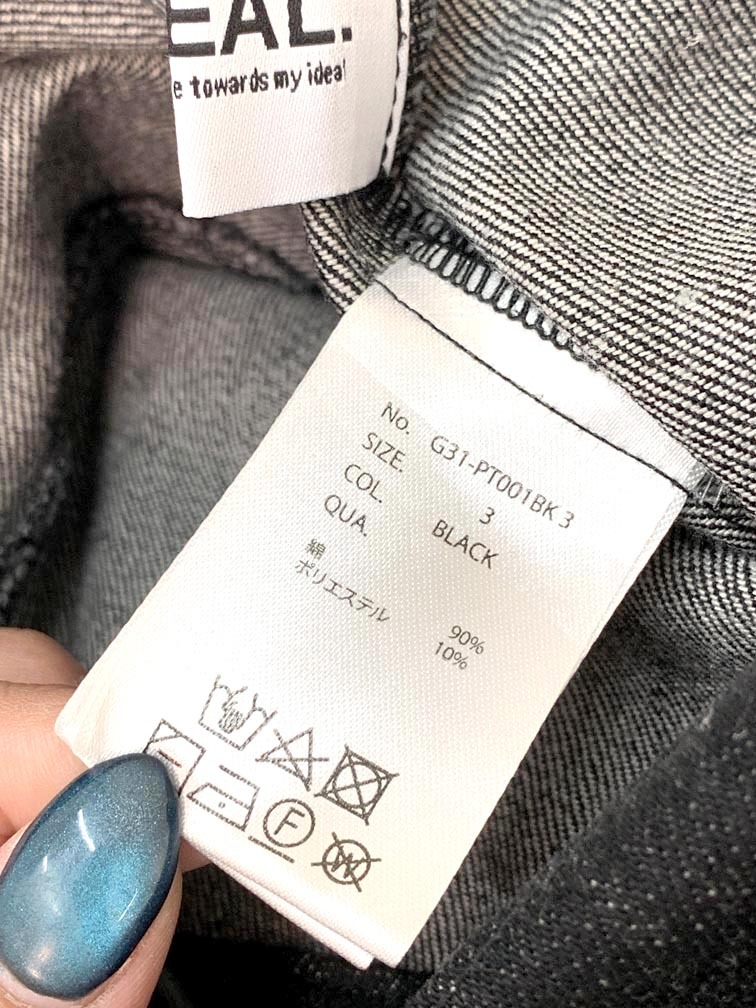 EAL.
e towards my ideal
No. G31-PT001BK 3
SIZE. 3
COL. BLACK
QUA.
綿 90%
ポリエステル 10%
F
W